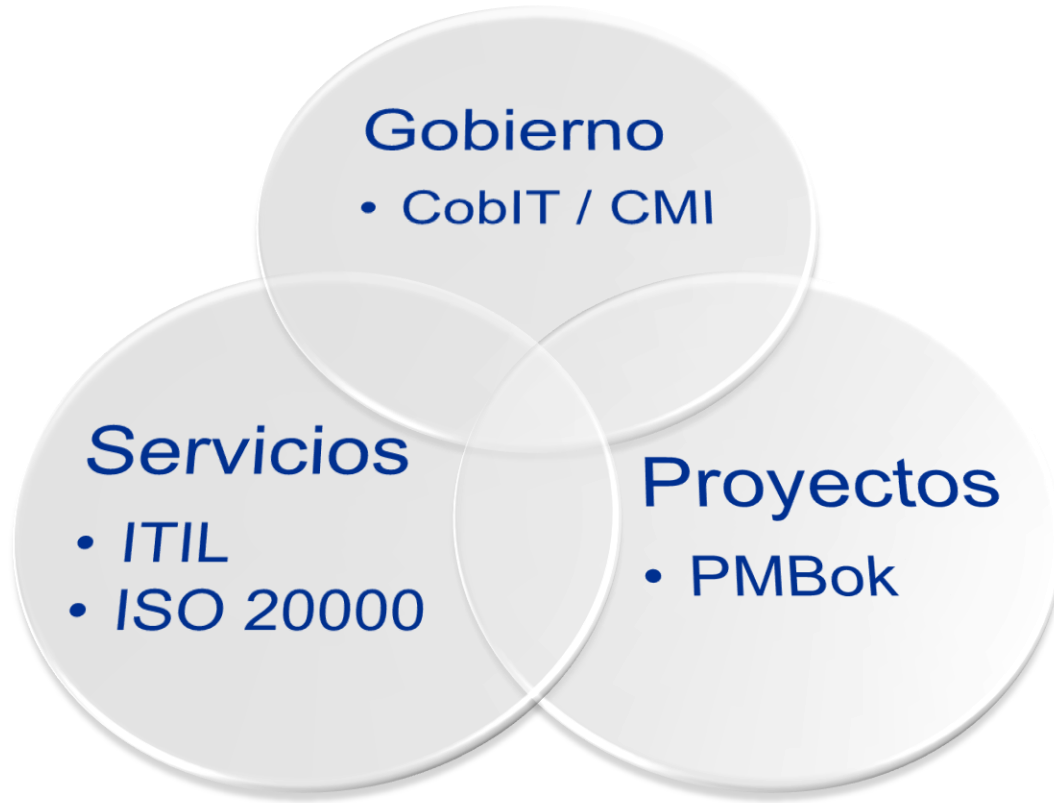 Gobierno
• CobIT / CMI
Servicios
• ITIL
• ISO 20000
Proyectos
• PMBok